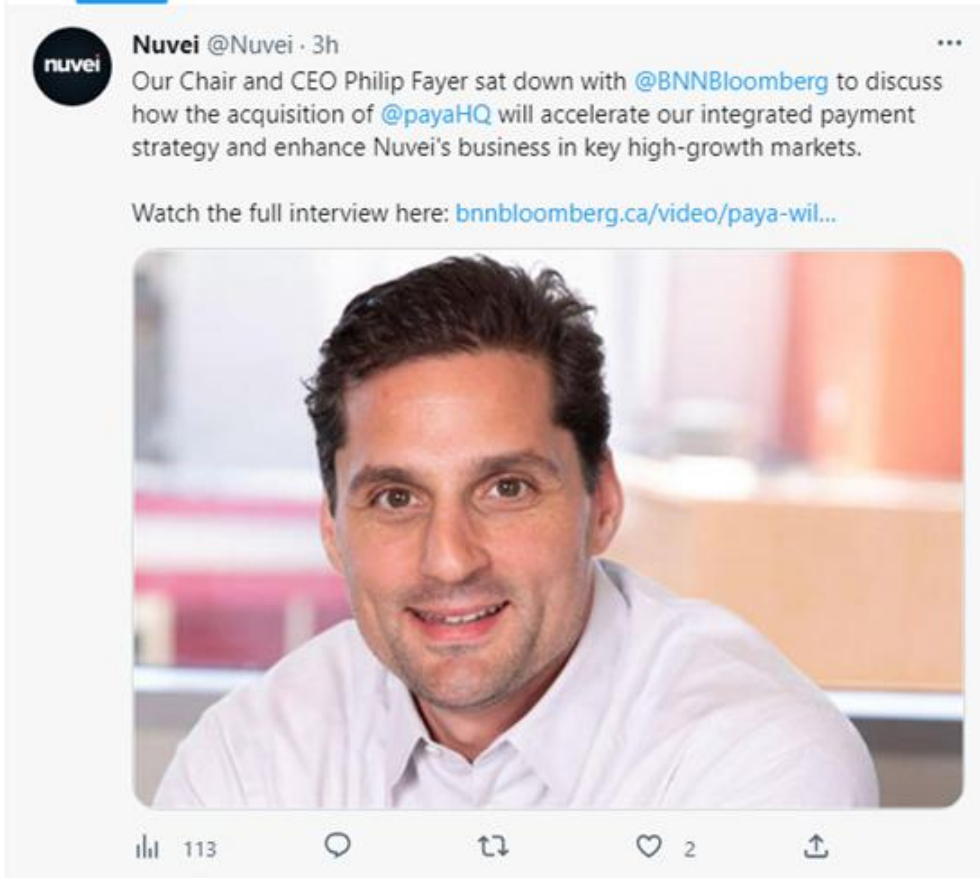 nuvei
Nuvei @Nuvei · 3h
Our Chair and CEO Philip Fayer sat down with @BNNBloomberg to discuss
how the acquisition of @payaHQ will accelerate our integrated payment
strategy and enhance Nuvei's business in key high-growth markets.
Watch the full interview here: bnnbloomberg.ca/video/paya-wil...
113
2